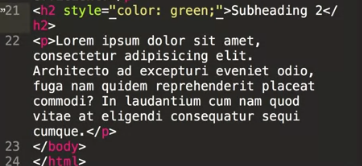 21 <h2 style="color: green;">Subheading 2</
h2>
22 <p>Lorem ipsum dolor sit amet,
consectetur adipisicing elit.
Architecto ad excepturi eveniet odio,
fuga nam quidem reprehenderit placeat
commodi? In laudantium cum nam quod
vitae at eligendi consequatur sequi
cumque.</p>
23 </body>
24 </html>